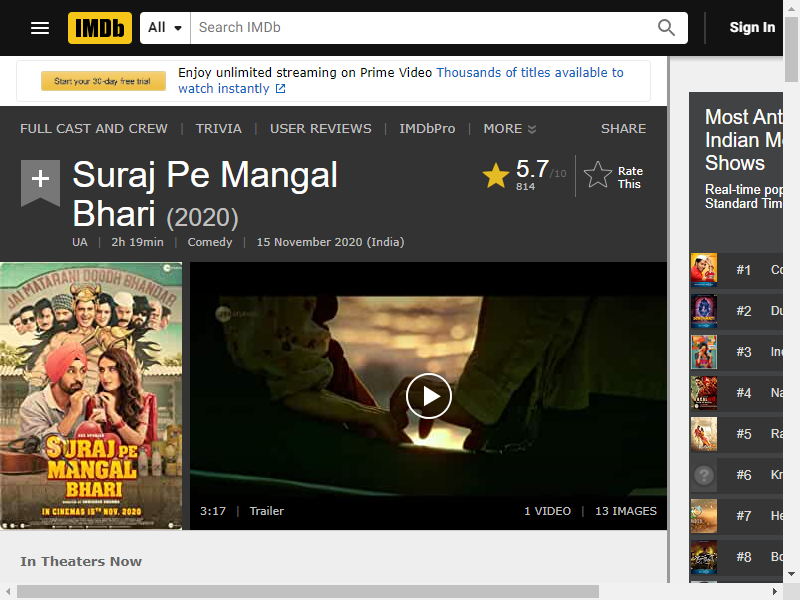 IMDb
All
Search IMDb
Sign In
Start your 30-day free trial
Enjoy unlimited streaming on Prime Video Thousands of titles available to
watch instantly
FULL CAST AND CREW | TRIVIA | USER REVIEWS | IMDbPro | MORE
SHARE
Suraj Pe Mangal
Bhari (2020)
5.7/10
814
Rate
This
UA | 2h 19min | Comedy | 15 November 2020 (India)
JAI MATARANI DOODH BHANDAR
SURAJ PE
MANGAL
BHARI
IN CINEMAS 15TH NOV. 2020
3:17 | Trailer
1 VIDEO | 13 IMAGES
In Theaters Now
Most Ant
Indian Mo
Shows
Real-time pop
Standard Tim
#1 Co
#2 Du
#3 Ine
#4 Na
#5 Ra
#6 Kr
#7 He
#8 Bo